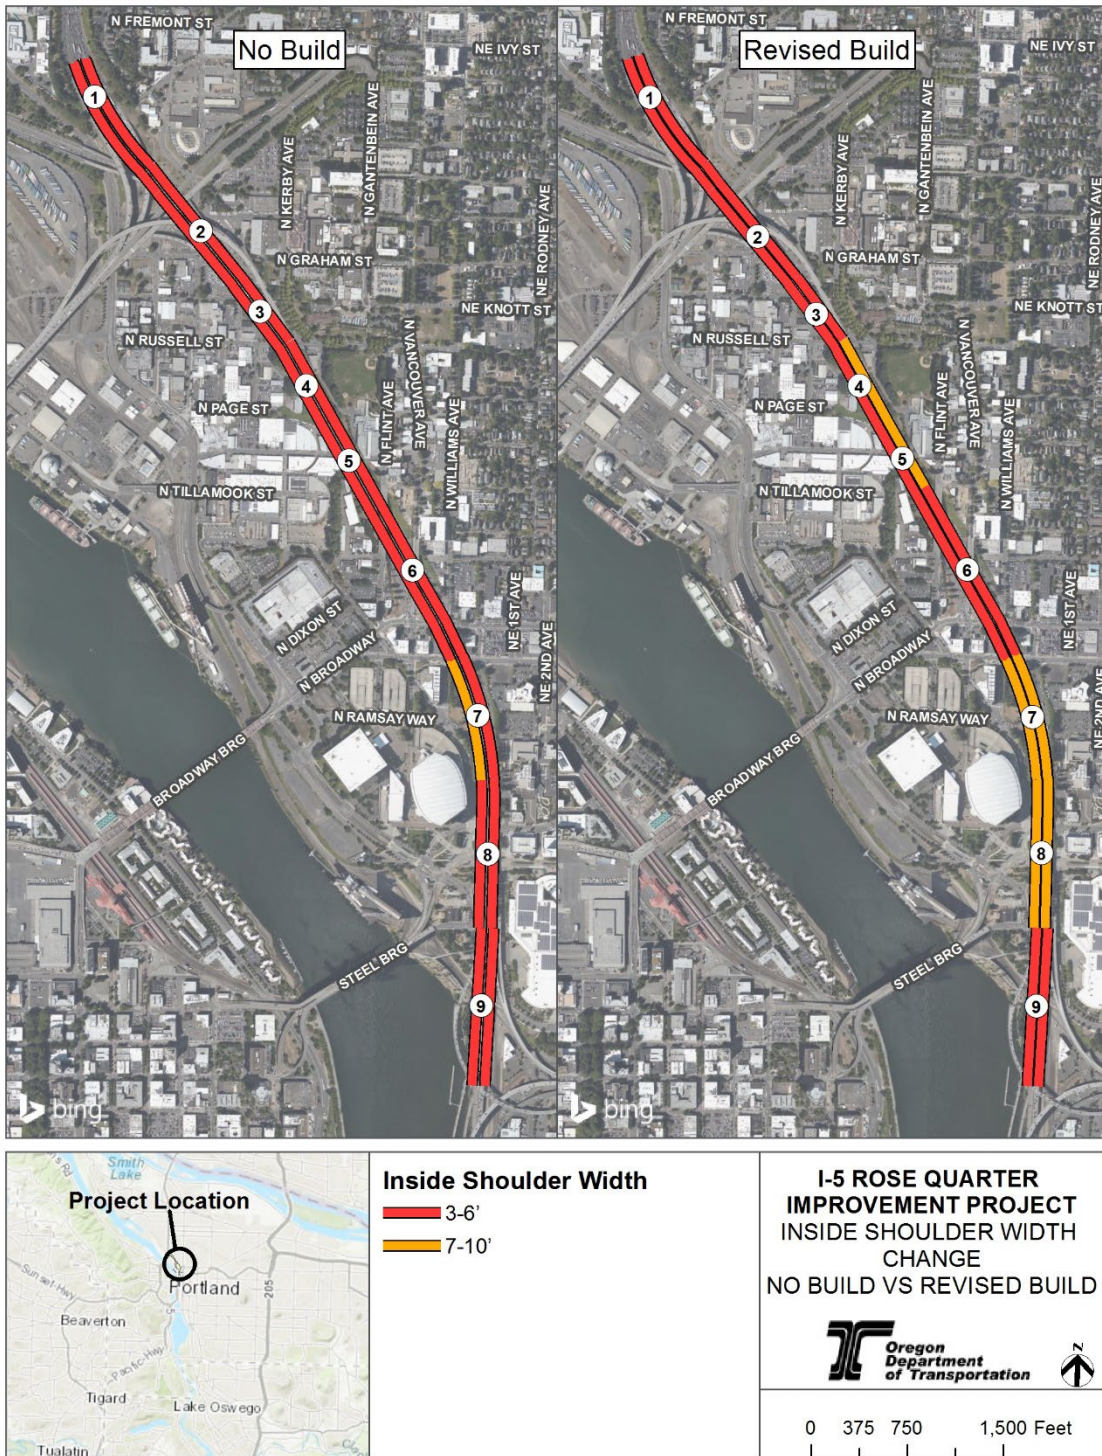 No Build
N FREMONT ST
NE IVY ST
1
N KERBY AVE
N GANTENBEIN AVE
NE RODNEY AVE
2
N GRAHAM ST
3
NE KNOTT ST
N RUSSELL ST
N VANCOUVER AVE
4
N PAGE ST
N FLINT AVE
N WILLIAMS AVE
5
N TILLAMOOK ST
6
NE 1ST AVE
N DIXON ST
NE 2ND AVE
N BROADWAY
7
N RAMSAY WAY
BROADWAY BRG
8
STEEL BRG
9
bing
Revised Build
N FREMONT ST
NE IVY ST
1
N KERBY AVE
N GANTENBEIN AVE
NE RODNEY AVE
2
N GRAHAM ST
3
NE KNOTT ST
N RUSSELL ST
N VANCOUVER AVE
4
N PAGE ST
N FLINT AVE
N WILLIAMS AVE
5
N TILLAMOOK ST
6
NE 1ST AVE
N DIXON ST
NE 2ND AVE
N BROADWAY
7
N RAMSAY WAY
BROADWAY BRG
8
STEEL BRG
9
bing
Smith
Lake
Project Location
Portland
Sunset-Hwy
205
5
Beaverton
Pacific-Hwy
Tigard
Lake Oswego
Tualatin
Inside Shoulder Width
3-6'
7-10'
I-5 ROSE QUARTER
IMPROVEMENT PROJECT
INSIDE SHOULDER WIDTH
CHANGE
NO BUILD VS REVISED BUILD
Oregon
Department
of Transportation
N
0 375 750 1,500 Feet